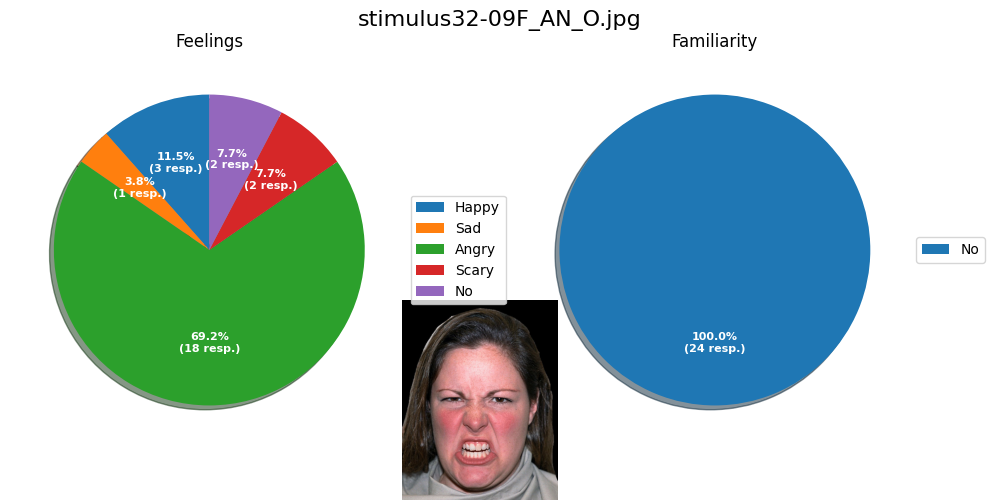 stimulus32-09F_AN_O.jpg
Feelings
11.5%
(3 resp.)
3.8%
(1 resp.)
69.2%
(18 resp.)
7.7%
(2 resp.)
7.7%
(2 resp.)
Happy
Sad
Angry
Scary
No
Familiarity
100.0%
(24 resp.)
No